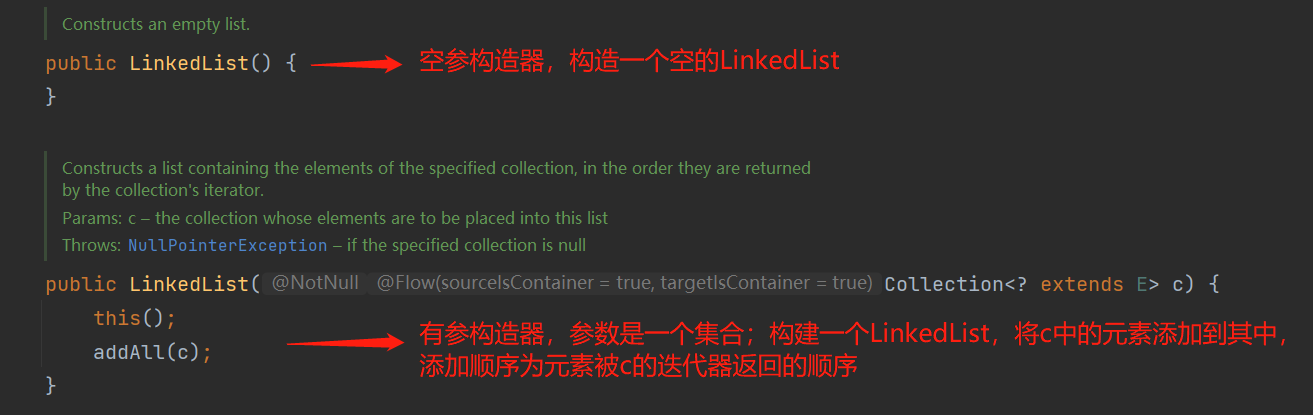 Constructs an empty list.
public LinkedList() {
空参构造器，构造一个空的LinkedList
}
Constructs a list containing the elements of the specified collection, in the order they are returned
by the collection's iterator.
Params: c – the collection whose elements are to be placed into this list
Throws: NullPointerException – if the specified collection is null
public LinkedList( @NotNull @Flow(sourceIsContainer = true, targetIsContainer = true) Collection<? extends E> c) {
this();
addAll(c);
有参构造器，参数是一个集合；构建一个LinkedList，将c中的元素添加到其中，
添加顺序为元素被c的迭代器返回的顺序
}